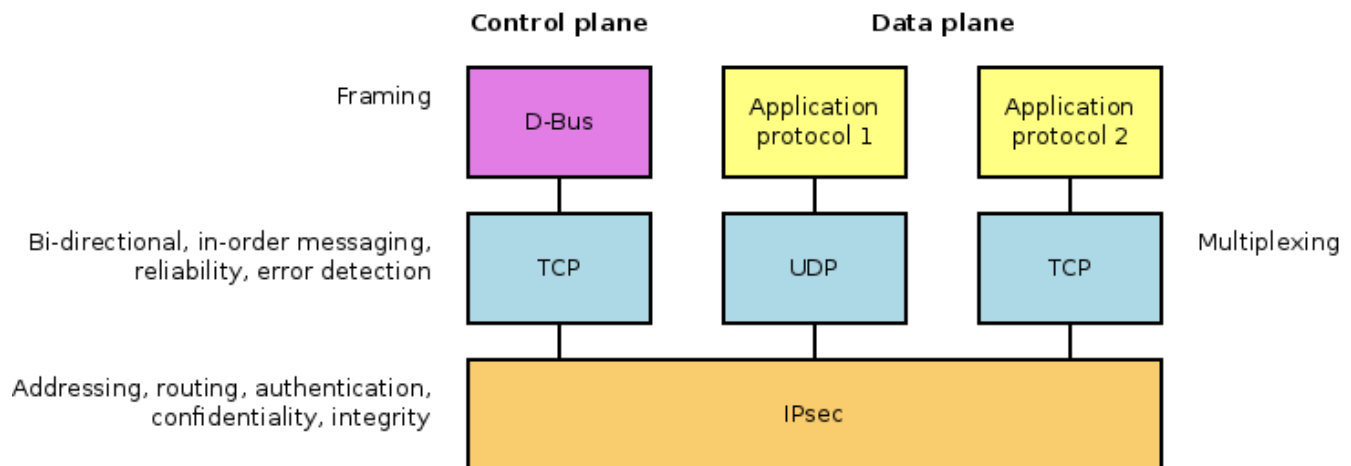 Control plane
Data plane
Framing
D-Bus
Application
protocol 1
Application
protocol 2
Bi-directional, in-order messaging,
reliability, error detection
TCP
UDP
TCP
Multiplexing
Addressing, routing, authentication,
confidentiality, integrity
IPsec